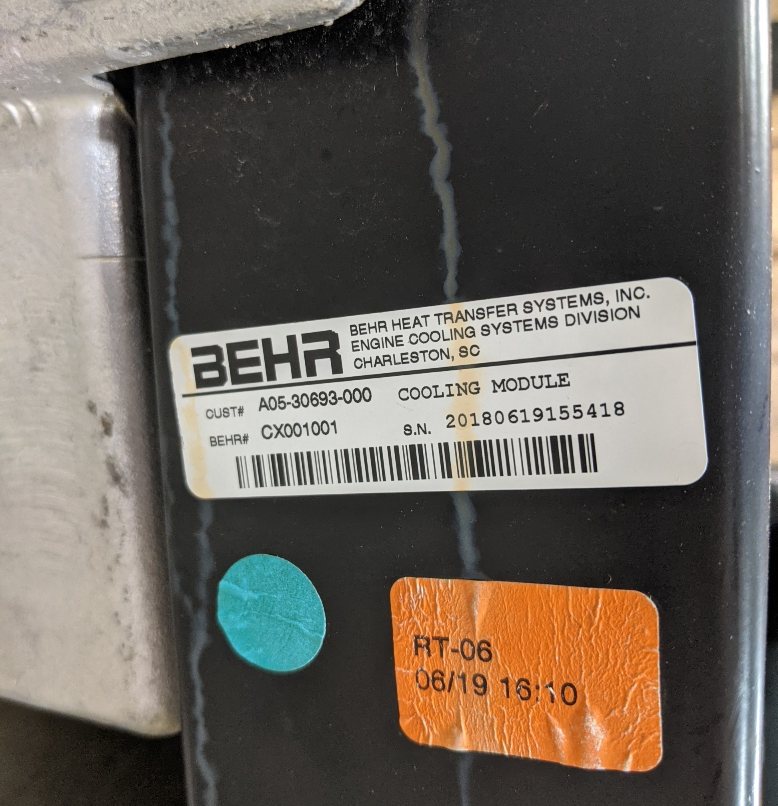 BEHR
BEHR HEAT TRANSFER SYSTEMS, INC.
ENGINE COOLING SYSTEMS DIVISION
CHARLESTON, SC
CUST# A05-30693-000 COOLING MODULE
BEHR# CX001001 S.N. 20180619155418
RT-06
06/19 16:10